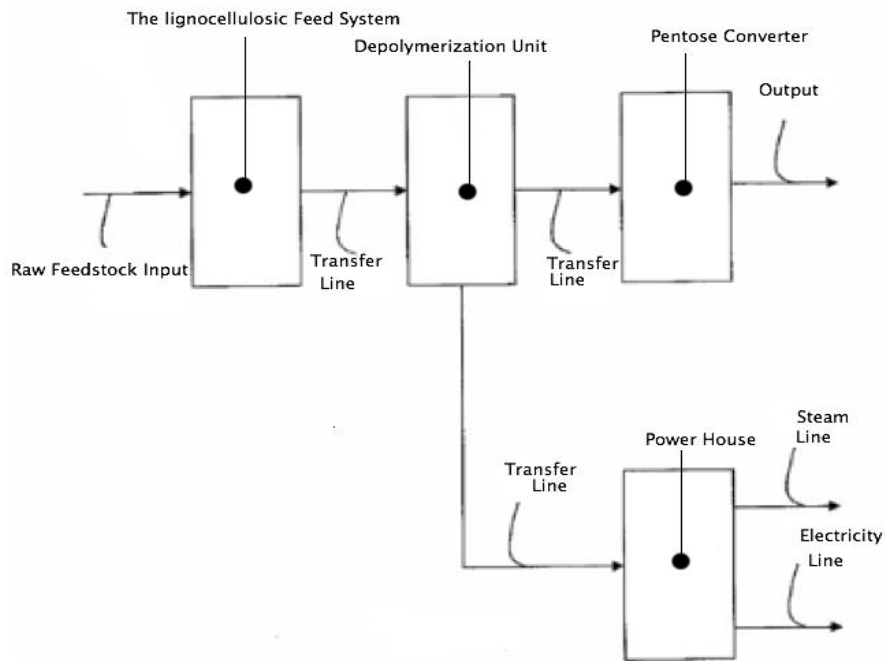 The lignocellulosic Feed System
Depolymerization Unit
Pentose Converter
Output
Raw Feedstock Input
Transfer
Line
Transfer
Line
Power House
Steam
Line
Transfer
Line
Electricity
Line